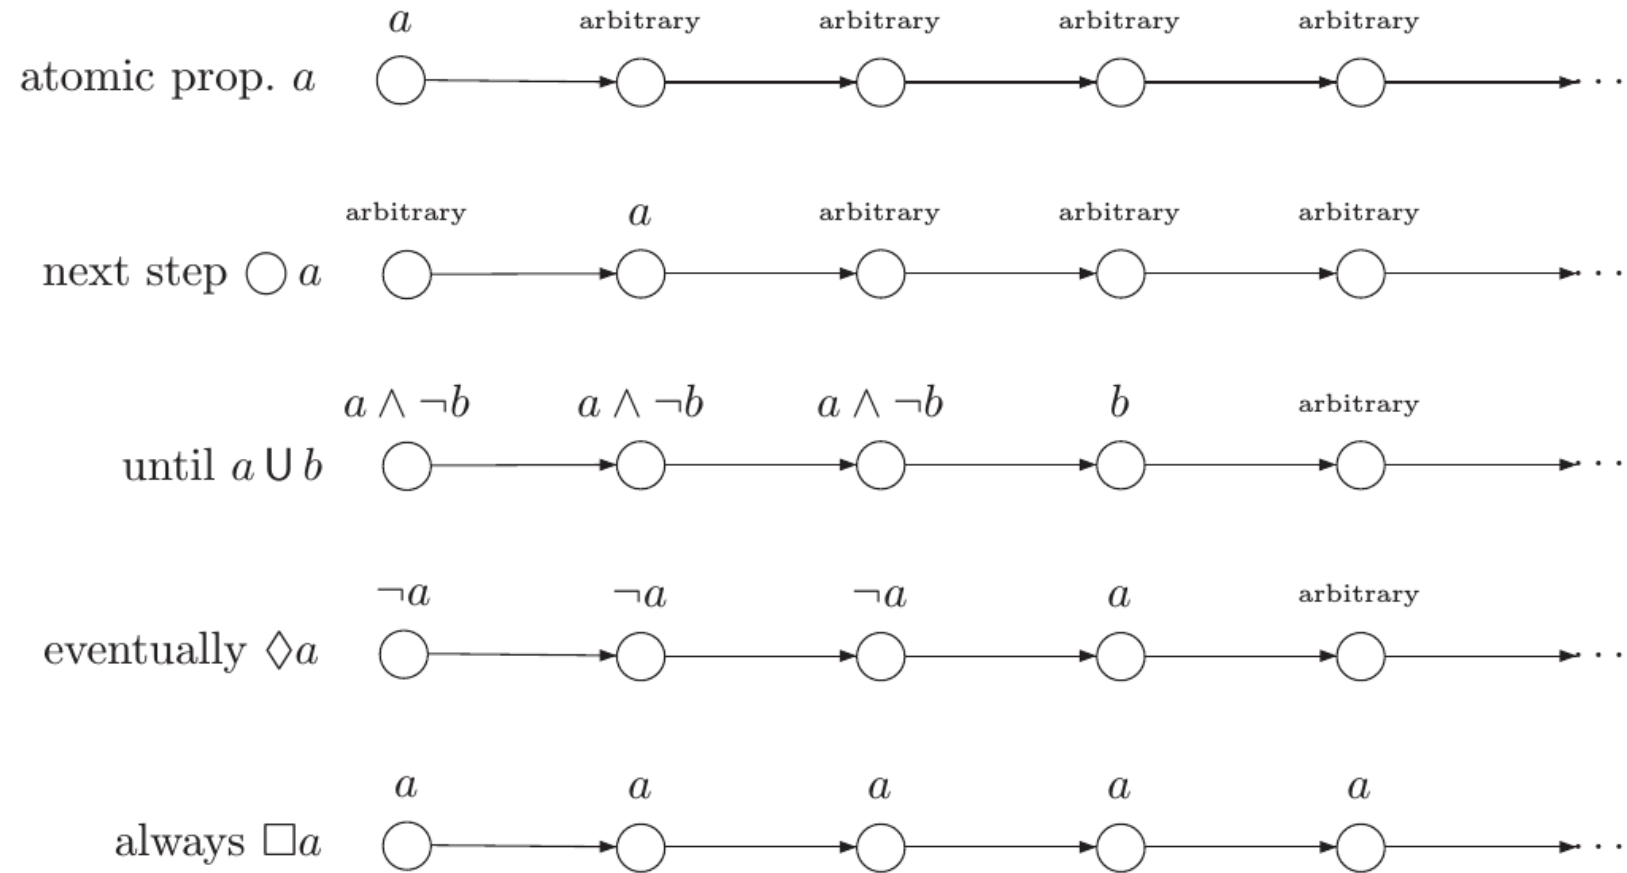 a arbitrary arbitrary arbitrary arbitrary
atomic prop. a ...
arbitrary a arbitrary arbitrary arbitrary
next step ◯ a ...
a ∧ ¬b a ∧ ¬b a ∧ ¬b b arbitrary
until a U b ...
¬a ¬a ¬a a arbitrary
eventually ◊a ...
a a a a a
always □a ...